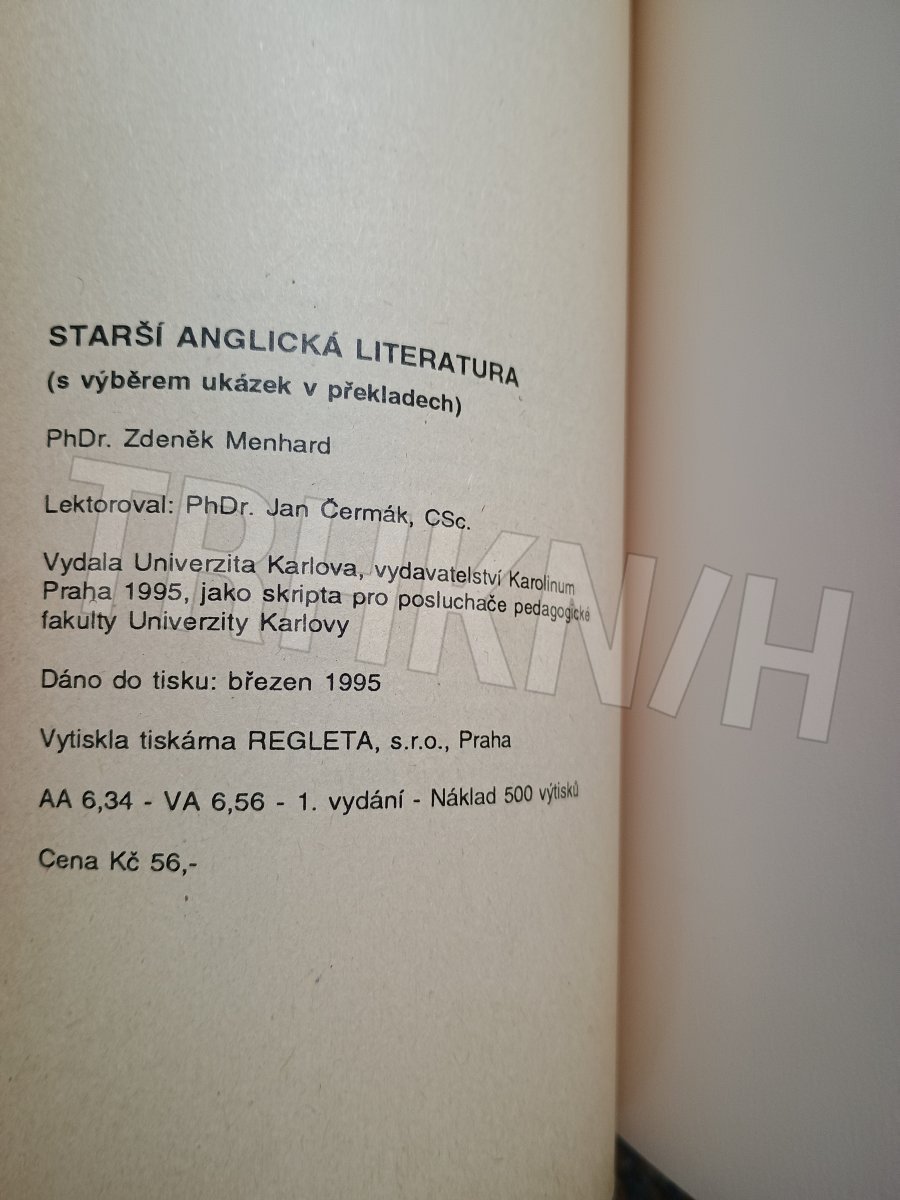 STARŠÍ ANGLICKÁ LITERATURA
(s výběrem ukázek v překladech)
PhDr. Zdeněk Menhard
Lektoroval: PhDr. Jan Čermák, CSc.
Vydala Univerzita Karlova, vydavatelství Karolinum
Praha 1995, jako skripta pro posluchače pedagogické
fakulty Univerzity Karlovy
Dáno do tisku: březen 1995
Vytiskla tiskárna REGLETA, s.r.o., Praha
AA 6,34 - VA 6,56 - 1. vydání - Náklad 500 výtisků
Cena Kč 56,-